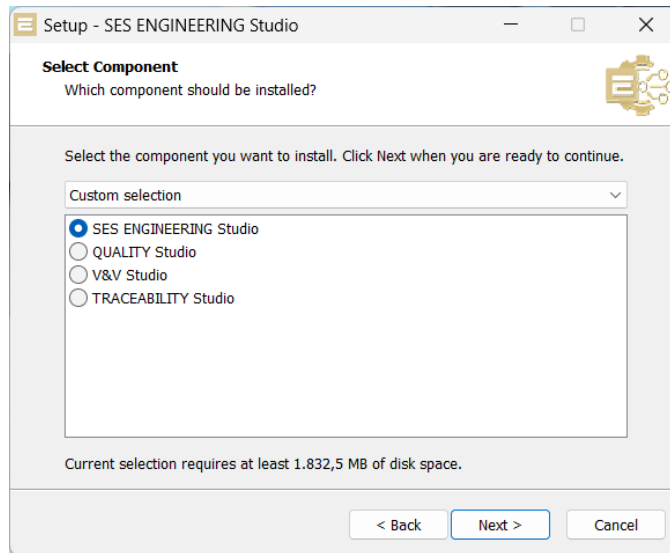 Setup - SES ENGINEERING Studio
Select Component
Which component should be installed?
Select the component you want to install. Click Next when you are ready to continue.
Custom selection
SES ENGINEERING Studio
QUALITY Studio
V&V Studio
TRACEABILITY Studio
Current selection requires at least 1.832,5 MB of disk space.
< Back
Next >
Cancel